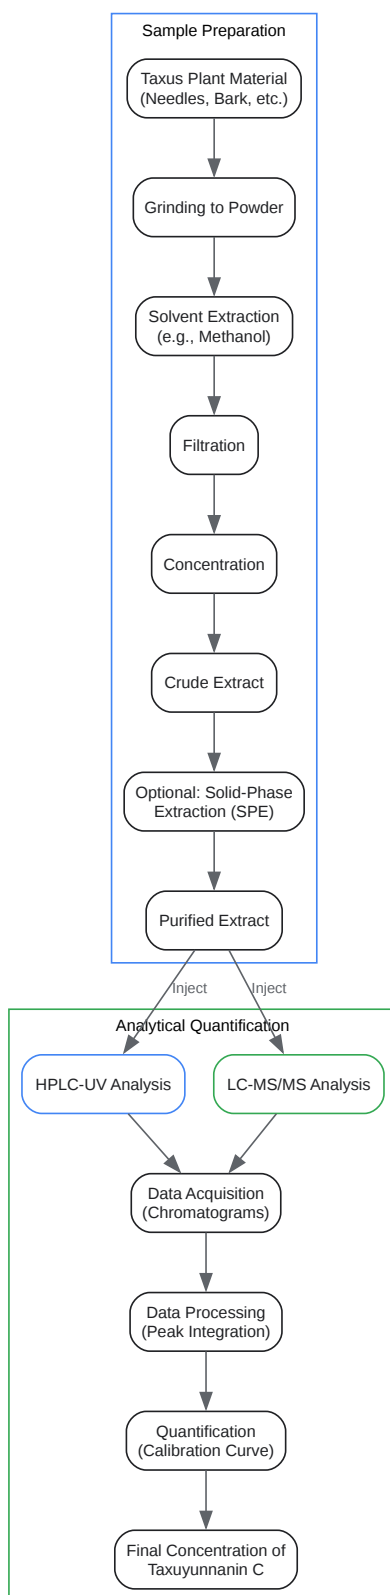 Sample Preparation
Taxus Plant Material
(Needles, Bark, etc.)
Grinding to Powder
Solvent Extraction
(e.g., Methanol)
Filtration
Concentration
Crude Extract
Optional: Solid-Phase
Extraction (SPE)
Purified Extract
Inject
Inject
Analytical Quantification
HPLC-UV Analysis
LC-MS/MS Analysis
Data Acquisition
(Chromatograms)
Data Processing
(Peak Integration)
Quantification
(Calibration Curve)
Final Concentration of
Taxuyunnanin C